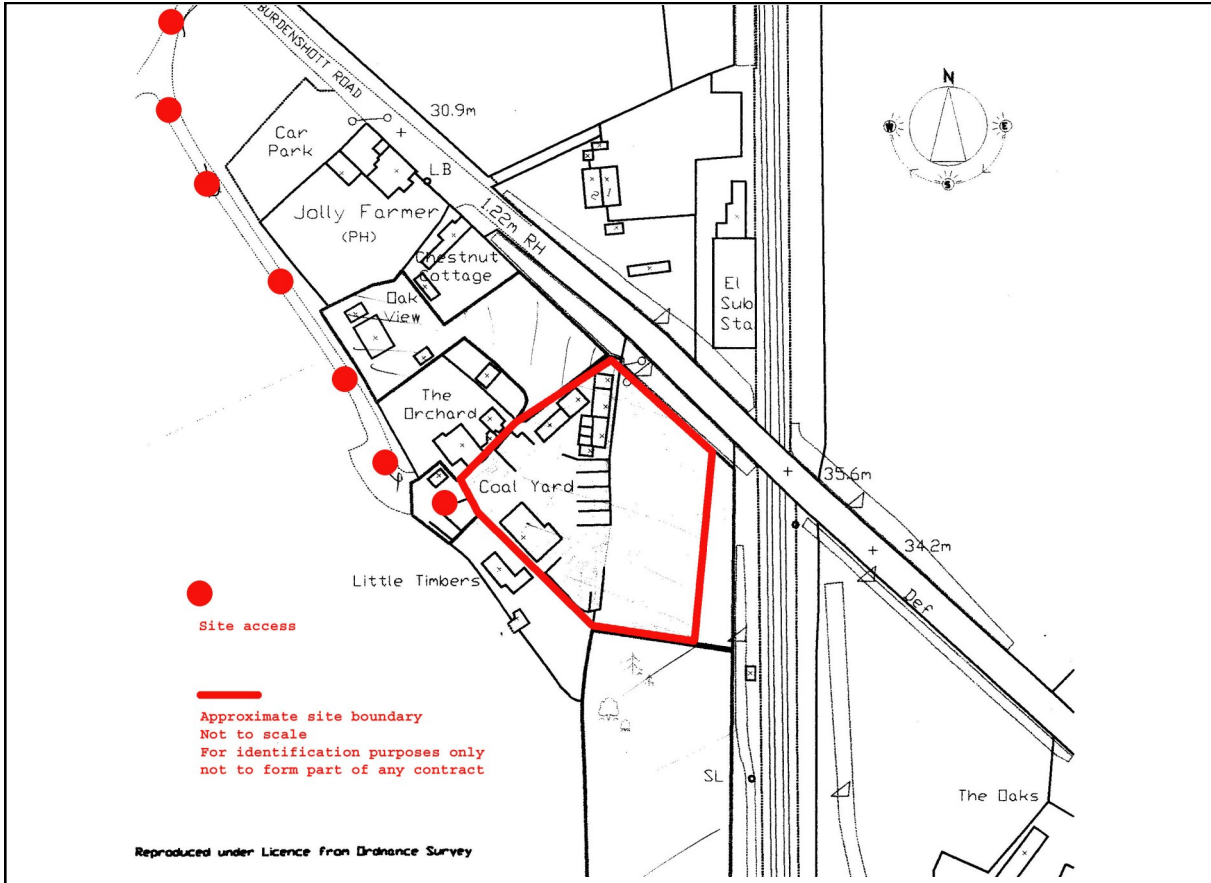 BURDENSHOTT ROAD
30.9m
N
W
E
S
Car
Park
LB
Jolly Farmer
(PH)
1.22m RH
2
1
Chestnut
Cottage
Oak
View
El
Sub
Sta
The
Orchard
Coal Yard
35.6m
34.2m
Def
Little Timbers
Site access
Approximate site boundary
Not to scale
For identification purposes only
not to form part of any contract
SL
The Oaks
Reproduced under Licence from Ordnance Survey